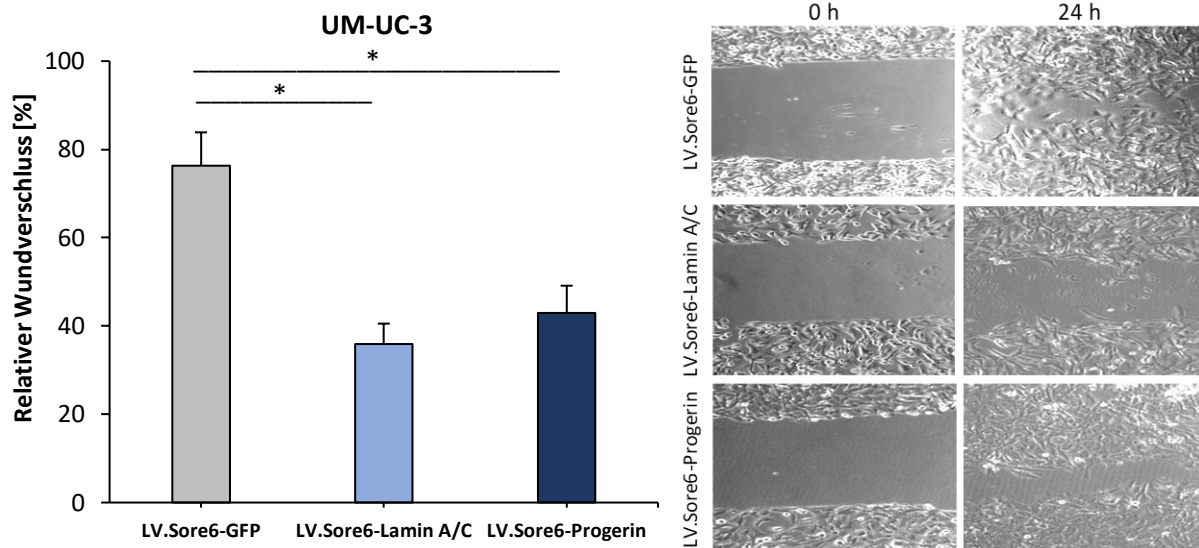 UM-UC-3
Relativer Wundverschluss [%]
100
80
60
40
20
0
*
*
LV.Sore6-GFP
LV.Sore6-Lamin A/C
LV.Sore6-Progerin
0 h
24 h
LV.Sore6-GFP
LV.Sore6-Lamin A/C
LV.Sore6-Progerin